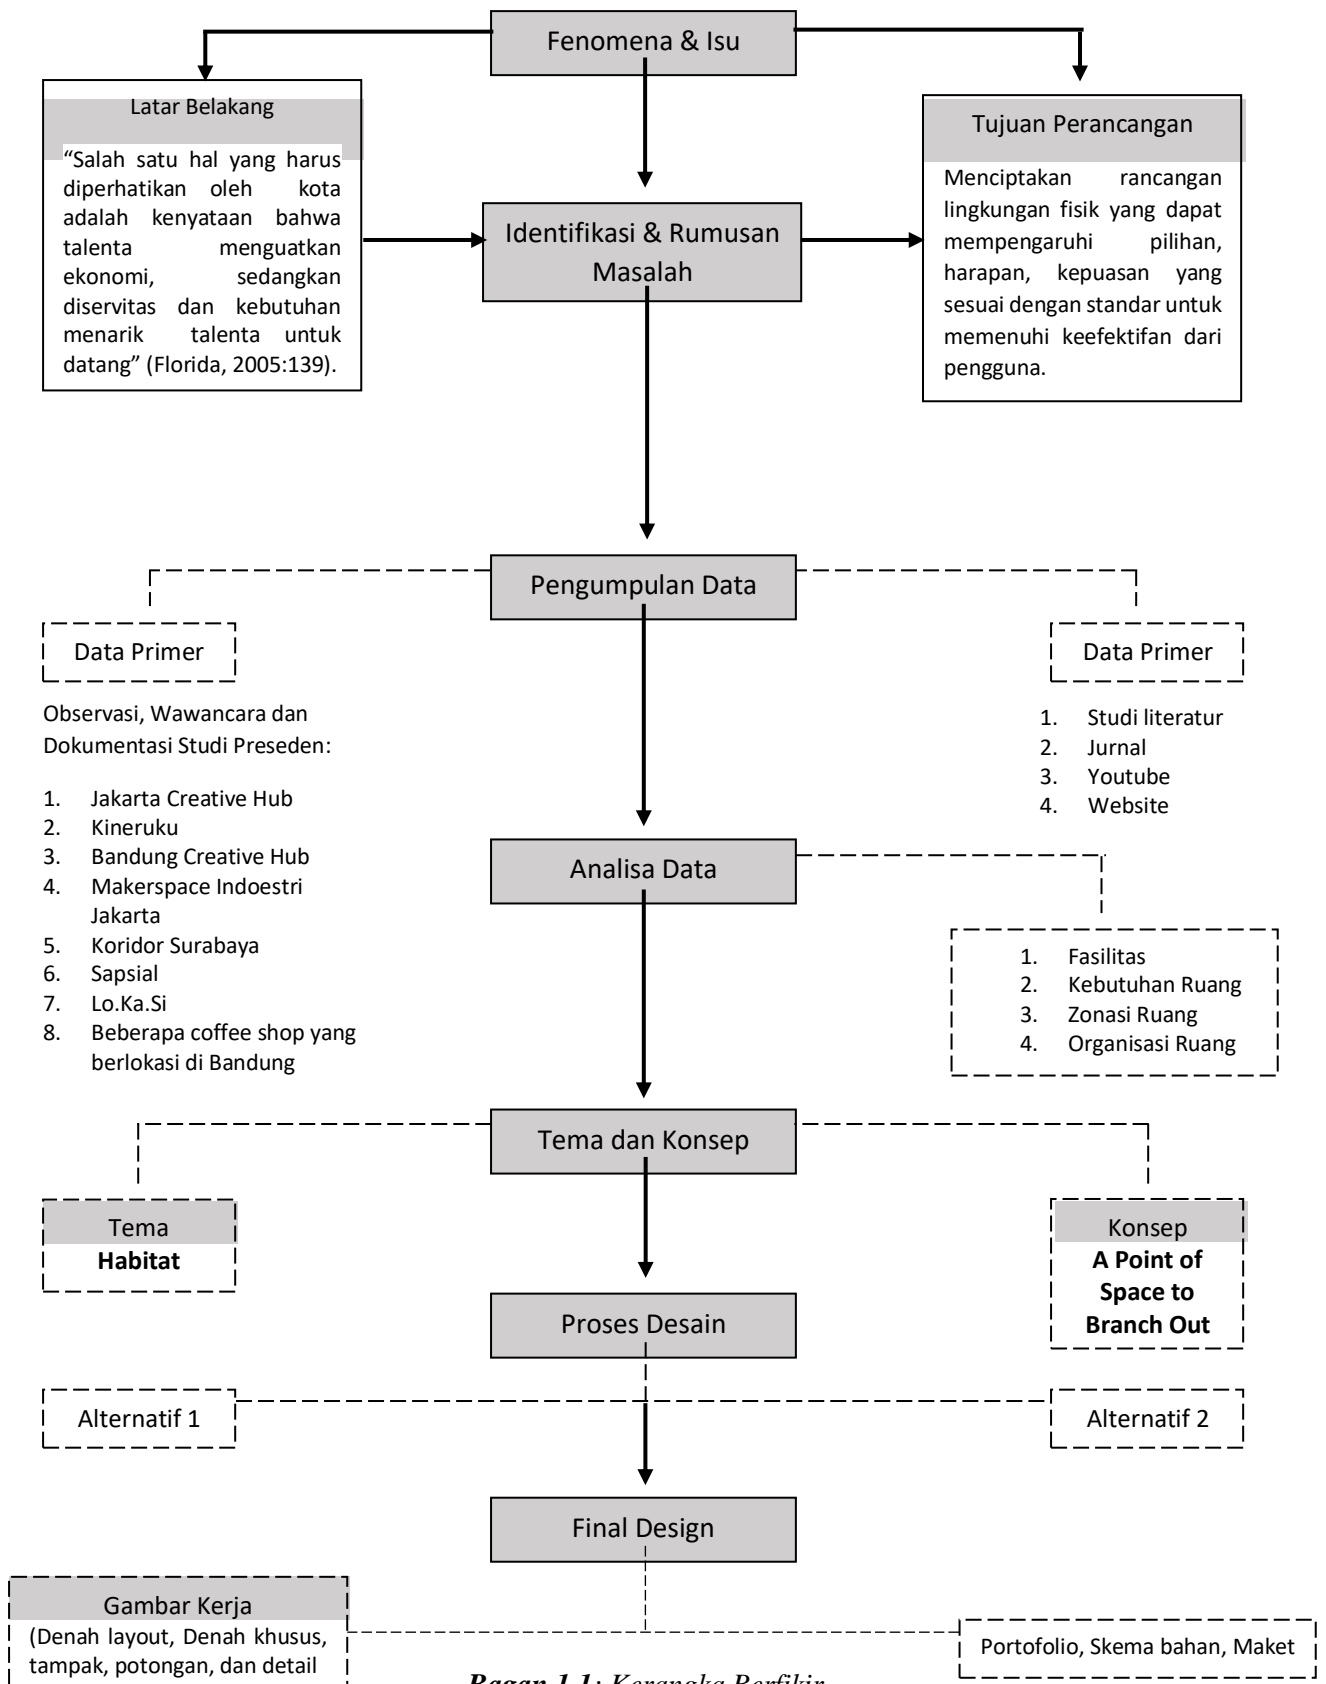 Fenomena & Isu
Latar Belakang
“Salah satu hal yang harus
diperhatikan oleh kota
adalah kenyataan bahwa
talenta menguatkan
ekonomi, sedangkan
diservitas dan kebutuhan
menarik talenta untuk
datang” (Florida, 2005:139).
Identifikasi & Rumusan
Masalah
Tujuan Perancangan
Menciptakan rancangan
lingkungan fisik yang dapat
mempengaruhi pilihan,
harapan, kepuasan yang
sesuai dengan standar untuk
memenuhi keefektifan dari
pengguna.
Pengumpulan Data
Data Primer
Observasi, Wawancara dan
Dokumentasi Studi Preseden:
1. Jakarta Creative Hub
2. Kineruku
3. Bandung Creative Hub
4. Makerspace Indoestri
Jakarta
5. Koridor Surabaya
6. Sapsial
7. Lo.Ka.Si
8. Beberapa coffee shop yang
berlokasi di Bandung
Data Primer
1. Studi literatur
2. Jurnal
3. Youtube
4. Website
Analisa Data
1. Fasilitas
2. Kebutuhan Ruang
3. Zonasi Ruang
4. Organisasi Ruang
Tema dan Konsep
Tema
Habitat
Konsep
A Point of
Space to
Branch Out
Proses Desain
Alternatif 1
Alternatif 2
Final Design
Gambar Kerja
(Denah layout, Denah khusus,
tampak, potongan, dan detail
Portofolio, Skema bahan, Maket
Bagan 1.1: Kerangka Berfikir